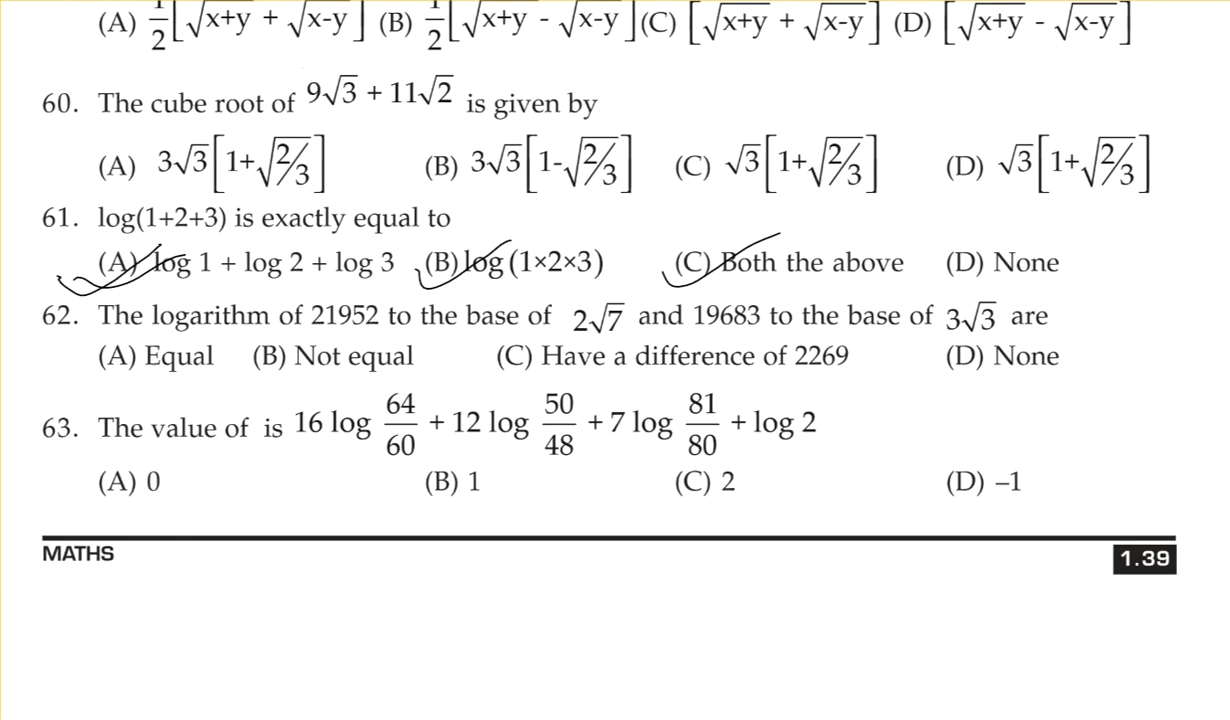 (A) 1/2[√x+y + √x-y] (B) 1/2[√x+y - √x-y] (C) [√x+y + √x-y] (D) [√x+y - √x-y]
60. The cube root of 9√3 + 11√2 is given by
(A) 3√3[1+√2/3] (B) 3√3[1-√2/3] (C) √3[1+√2/3] (D) √3[1+√2/3]
61. log(1+2+3) is exactly equal to
(A) log 1 + log 2 + log 3 (B) log (1×2×3) (C) Both the above (D) None
62. The logarithm of 21952 to the base of 2√7 and 19683 to the base of 3√3 are
(A) Equal (B) Not equal (C) Have a difference of 2269 (D) None
63. The value of is 16 log 64/60 + 12 log 50/48 + 7 log 81/80 + log 2
(A) 0 (B) 1 (C) 2 (D) –1
MATHS 1.39